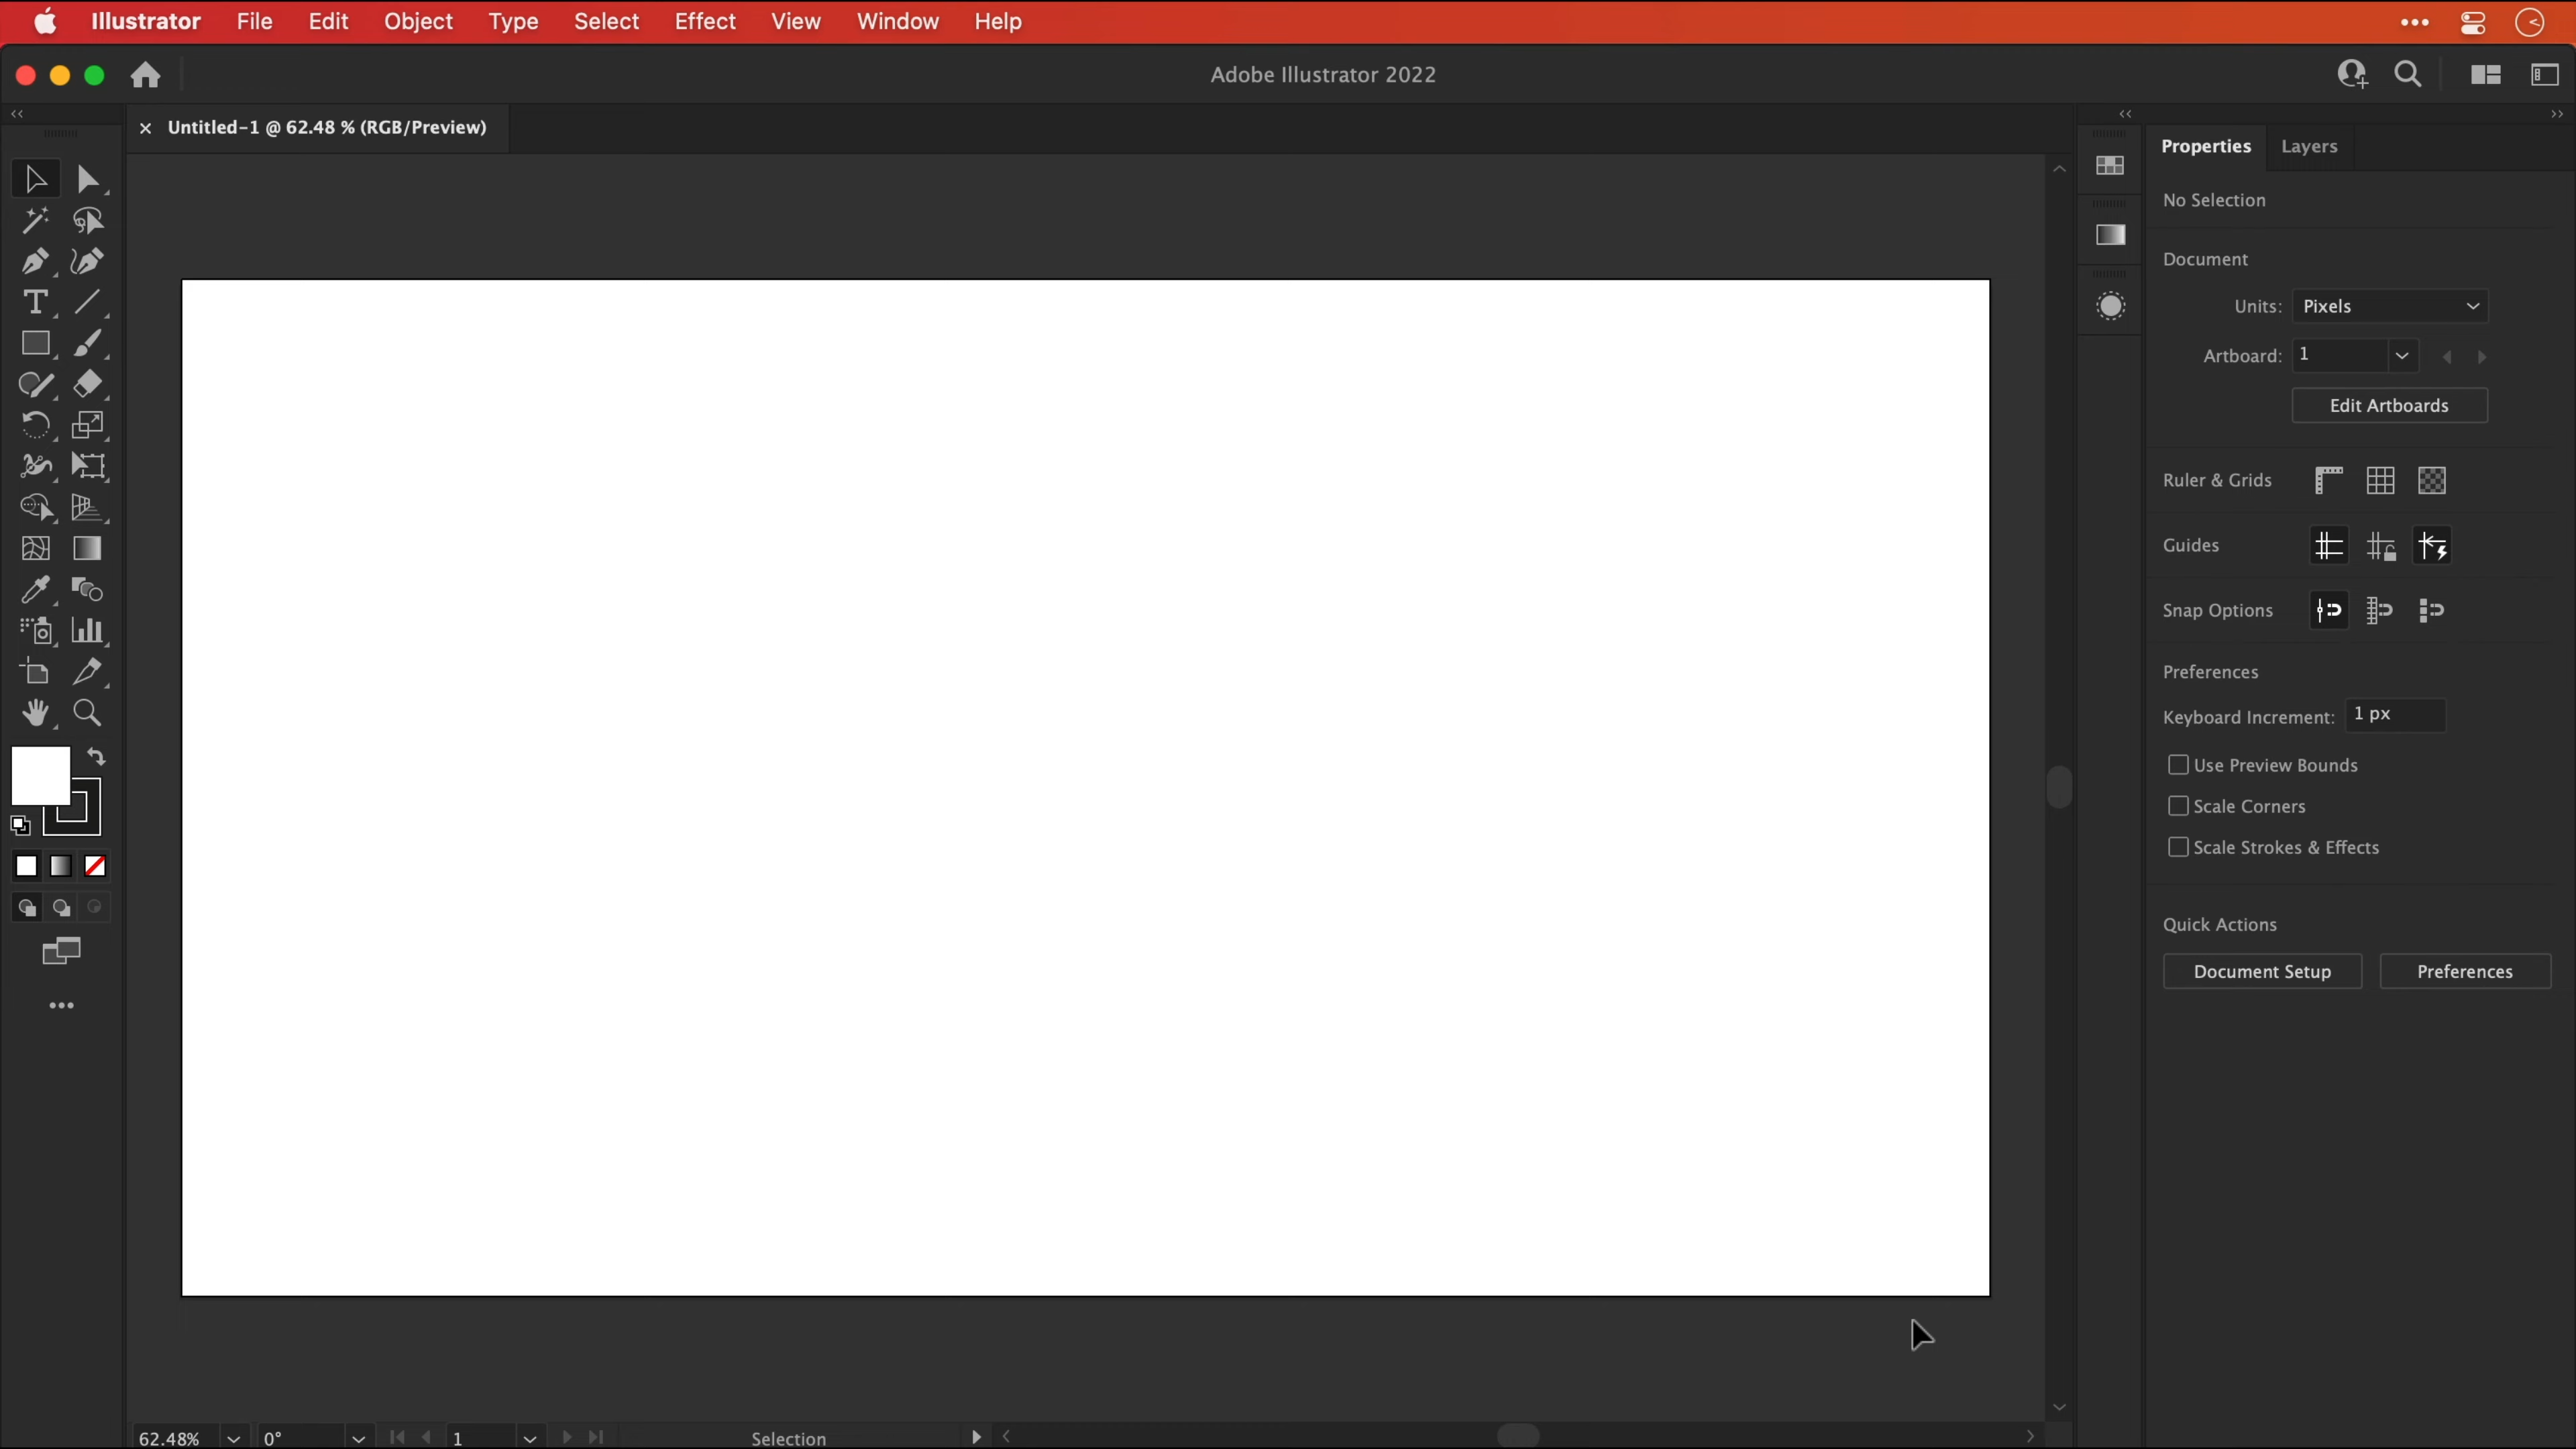 Illustrator File Edit Object Type Select Effect View Window Help
Adobe Illustrator 2022
Untitled-1 @ 62.48 % (RGB/Preview)
Properties Layers
No Selection
Document
Units: Pixels
Artboard: 1
Edit Artboards
Ruler & Grids
Guides
Snap Options
Preferences
Keyboard Increment: 1 px
Use Preview Bounds
Scale Corners
Scale Strokes & Effects
Quick Actions
Document Setup Preferences
62.48% 0° 1 Selection